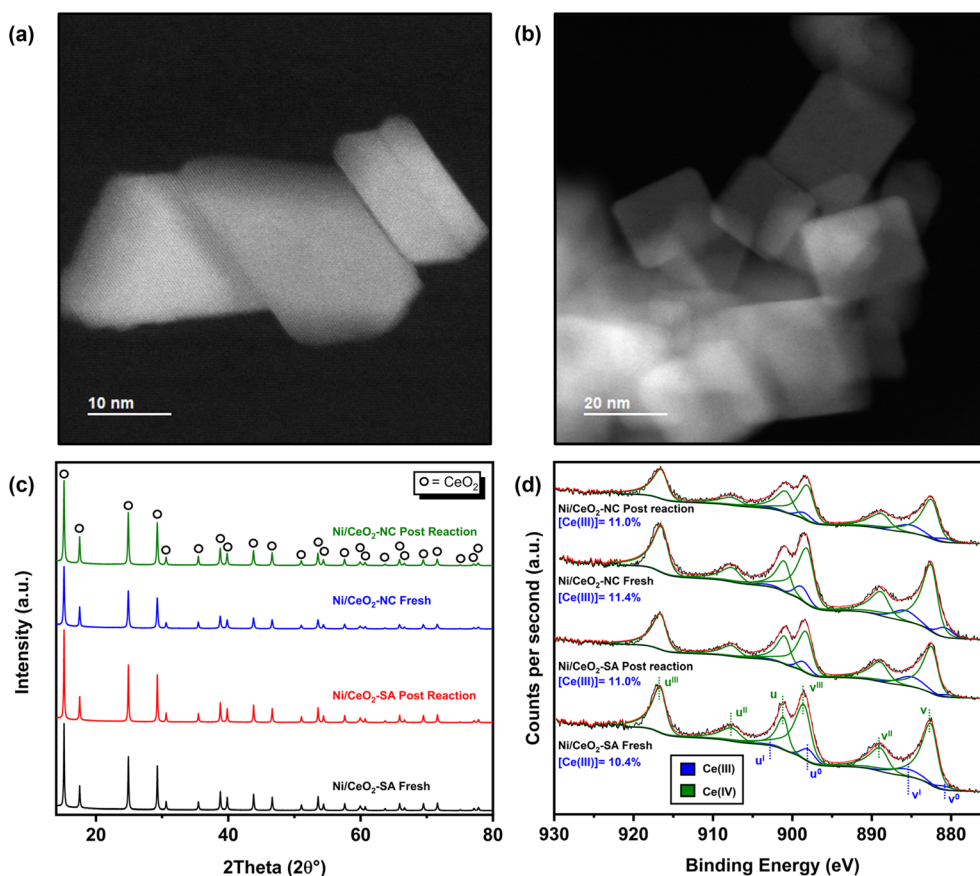 (a)
10 nm
(b)
20 nm
(c)
= CeO₂
Ni/CeO₂-NC Post Reaction
Ni/CeO₂-NC Fresh
Ni/CeO₂-SA Post Reaction
Ni/CeO₂-SA Fresh
Intensity (a.u.)
20
40
60
80
2Theta (2θ°)
(d)
Ni/CeO₂-NC Post reaction
[Ce(III)]= 11.0%
Ni/CeO₂-NC Fresh
[Ce(III)]= 11.4%
Ni/CeO₂-SA Post reaction
[Ce(III)]= 11.0%
uᴵᴵᴵ
uᴵᴵ
u
vᴵᴵᴵ
vᴵᴵ
v
Ni/CeO₂-SA Fresh
[Ce(III)]= 10.4%
uᴵ
u⁰
vᴵ
v⁰
Ce(III)
Ce(IV)
Counts per second (a.u.)
930
920
910
900
890
880
Binding Energy (eV)